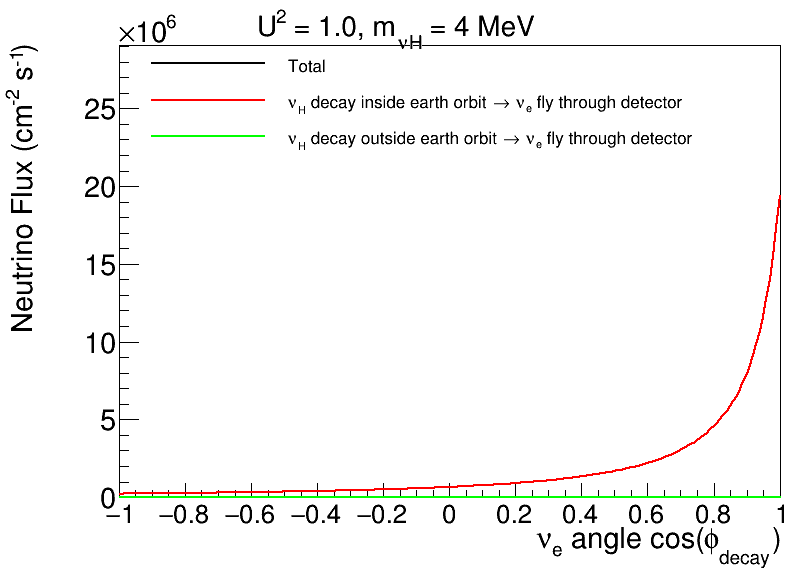 U² = 1.0, m_νH = 4 MeV
×10⁶
Neutrino Flux (cm⁻² s⁻¹)
Total
ν_H decay inside earth orbit → ν_e fly through detector
ν_H decay outside earth orbit → ν_e fly through detector
25
20
15
10
5
0
−1 −0.8 −0.6 −0.4 −0.2 0 0.2 0.4 0.6 0.8 1
ν_e angle cos(ϕ_decay)